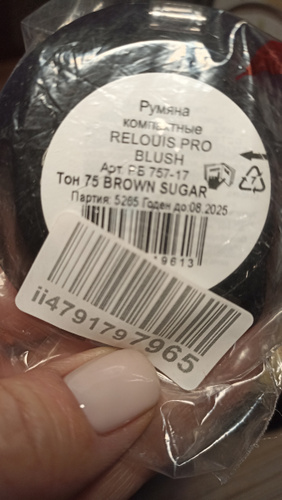 Румяна
компактные
RELOUIS PRO
BLUSH
Арт. РБ 757-17
Тон 75 BROWN SUGAR
Партия: 5265 Годен до:08.2025
19613
ii4791797965